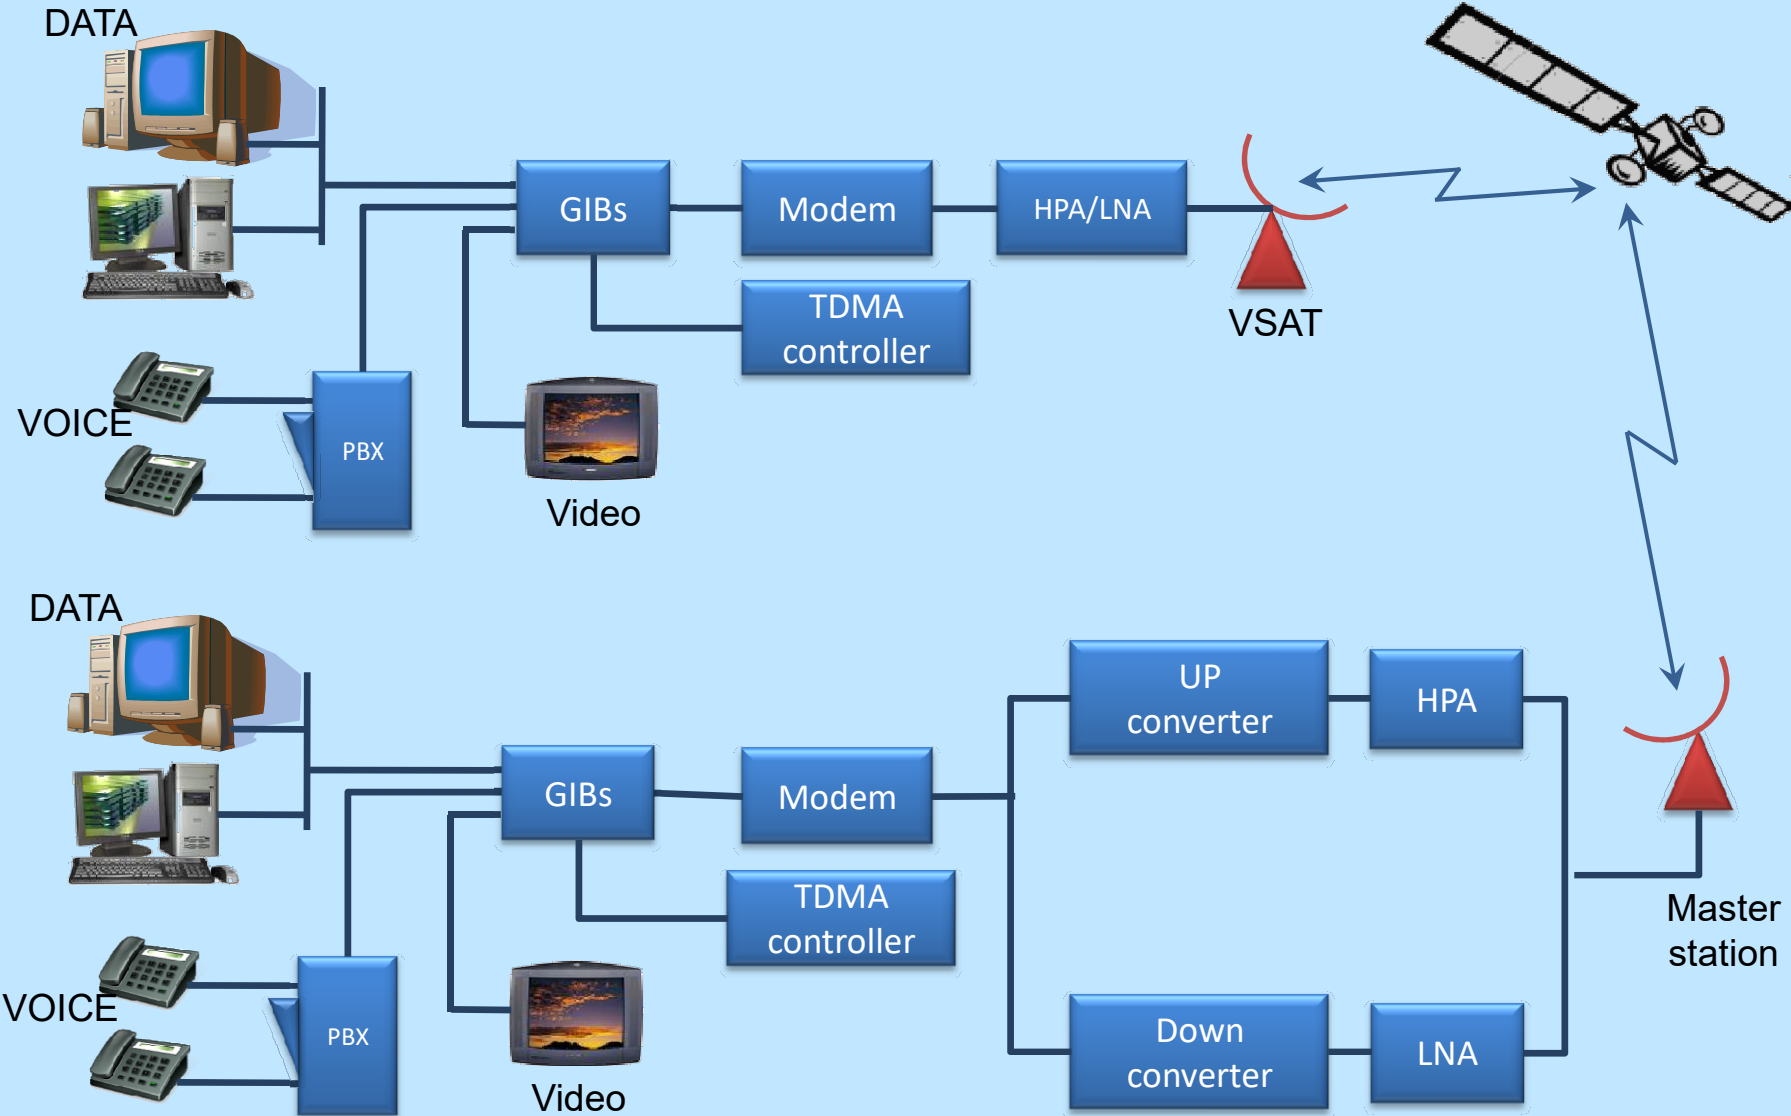 DATA
GIBs
Modem
HPA/LNA
TDMA
controller
VSAT
VOICE
PBX
Video
DATA
UP
converter
HPA
GIBs
Modem
TDMA
controller
Master
station
VOICE
PBX
Down
converter
LNA
Video